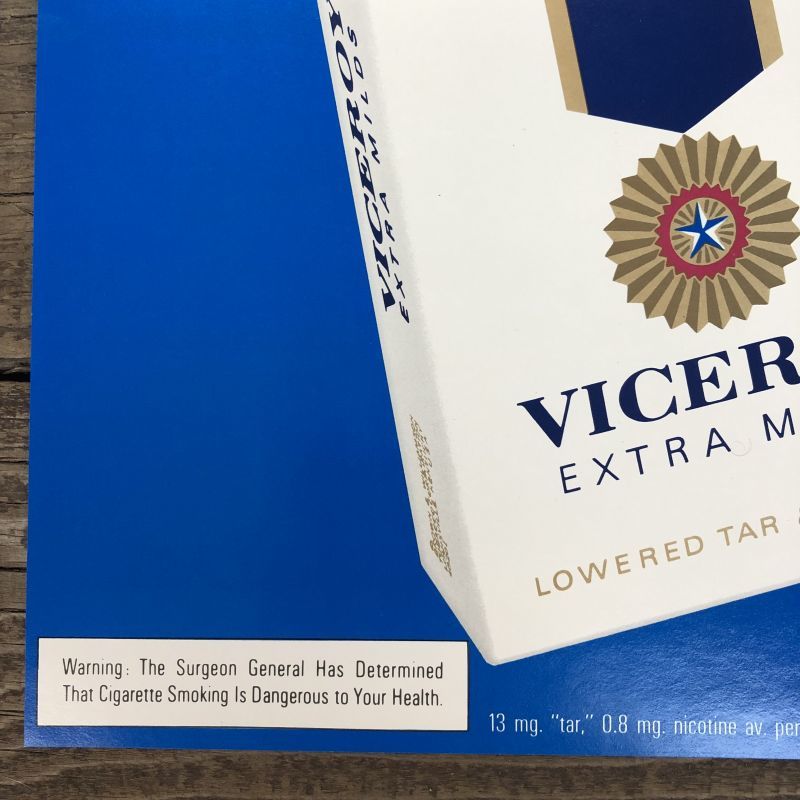 VICEROY
EXTRA MILDS
VICER
EXTRA M
LOWERED TAR
Warning: The Surgeon General Has Determined
That Cigarette Smoking Is Dangerous to Your Health.
13 mg. "tar," 0.8 mg. nicotine av. per